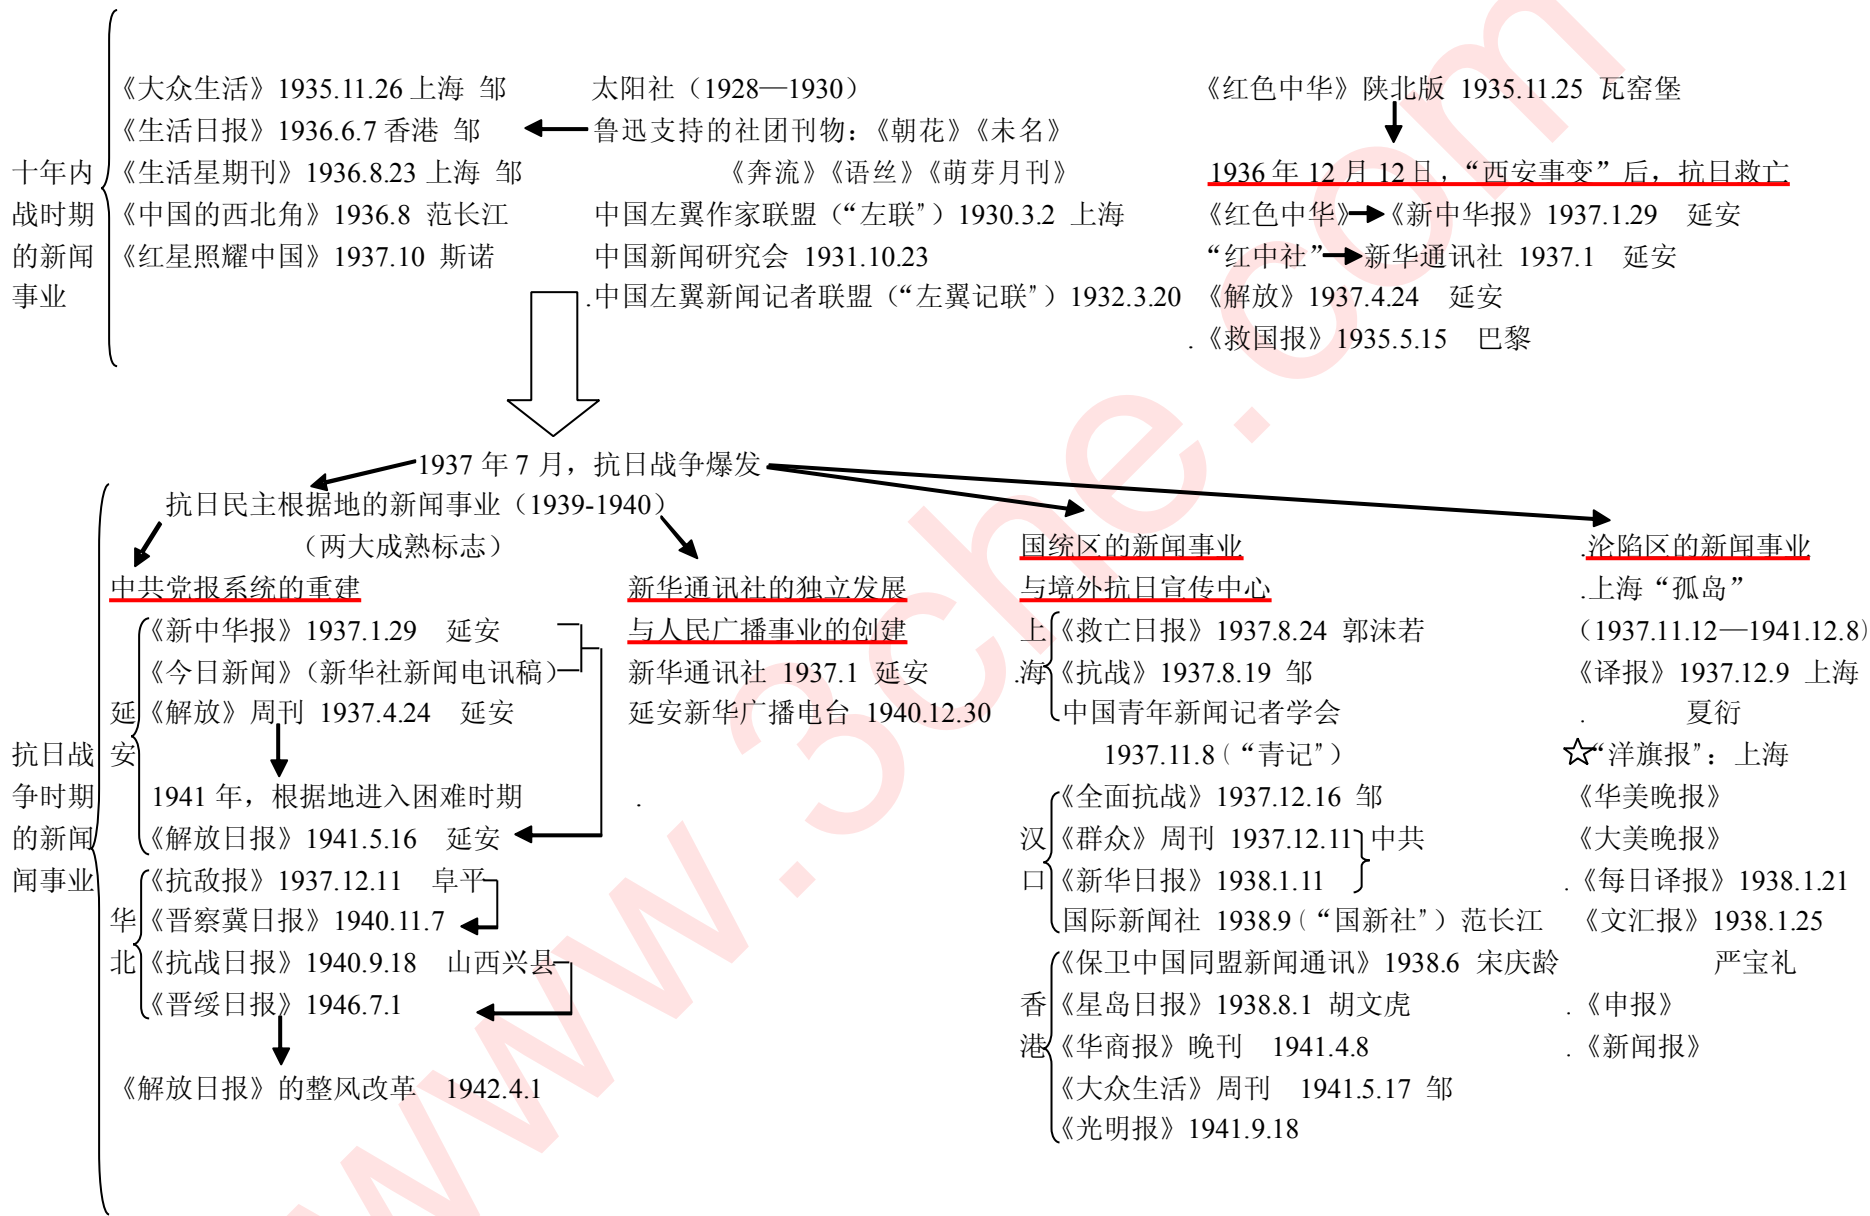 十年内
战时期
的新闻
事业
《大众生活》1935.11.26 上海 邹
《生活日报》1936.6.7 香港 邹
《生活星期刊》1936.8.23 上海 邹
《中国的西北角》1936.8 范长江
《红星照耀中国》1937.10 斯诺
太阳社（1928—1930）
鲁迅支持的社团刊物：《朝花》《未名》
《奔流》《语丝》《萌芽月刊》
中国左翼作家联盟（“左联”）1930.3.2 上海
中国新闻研究会 1931.10.23
.中国左翼新闻记者联盟（“左翼记联”）1932.3.20
《红色中华》陕北版 1935.11.25 瓦窑堡
1936 年 12 月 12 日，“西安事变”后，抗日救亡
《红色中华》 《新中华报》1937.1.29 延安
“红中社” 新华通讯社 1937.1 延安
《解放》1937.4.24 延安
.《救国报》1935.5.15 巴黎
1937 年 7 月，抗日战争爆发
抗日战
争时期
的新闻
闻事业
抗日民主根据地的新闻事业（1939-1940）
（两大成熟标志）
中共党报系统的重建
延
安
《新中华报》1937.1.29 延安
《今日新闻》（新华社新闻电讯稿）
《解放》周刊 1937.4.24 延安
1941 年，根据地进入困难时期
《解放日报》1941.5.16 延安
华
北
《抗敌报》1937.12.11 阜平
《晋察冀日报》1940.11.7
《抗战日报》1940.9.18 山西兴县
《晋绥日报》1946.7.1
《解放日报》的整风改革 1942.4.1
新华通讯社的独立发展
与人民广播事业的创建
新华通讯社 1937.1 延安
延安新华广播电台 1940.12.30
.
国统区的新闻事业
与境外抗日宣传中心
上
.海
《救亡日报》1937.8.24 郭沫若
《抗战》1937.8.19 邹
中国青年新闻记者学会
1937.11.8（“青记”）
汉
口
《全面抗战》1937.12.16 邹
《群众》周刊 1937.12.11 中共
《新华日报》1938.1.11
国际新闻社 1938.9（“国新社”）范长江
香
港
《保卫中国同盟新闻通讯》1938.6 宋庆龄
《星岛日报》1938.8.1 胡文虎
《华商报》晚刊 1941.4.8
《大众生活》周刊 1941.5.17 邹
《光明报》1941.9.18
.沦陷区的新闻事业
.上海“孤岛”
（1937.11.12—1941.12.8）
《译报》1937.12.9 上海
. 夏衍
☆“洋旗报”：上海
《华美晚报》
《大美晚报》
.《每日译报》1938.1.21
《文汇报》1938.1.25
严宝礼
.《申报》
.《新闻报》
www.3che.com